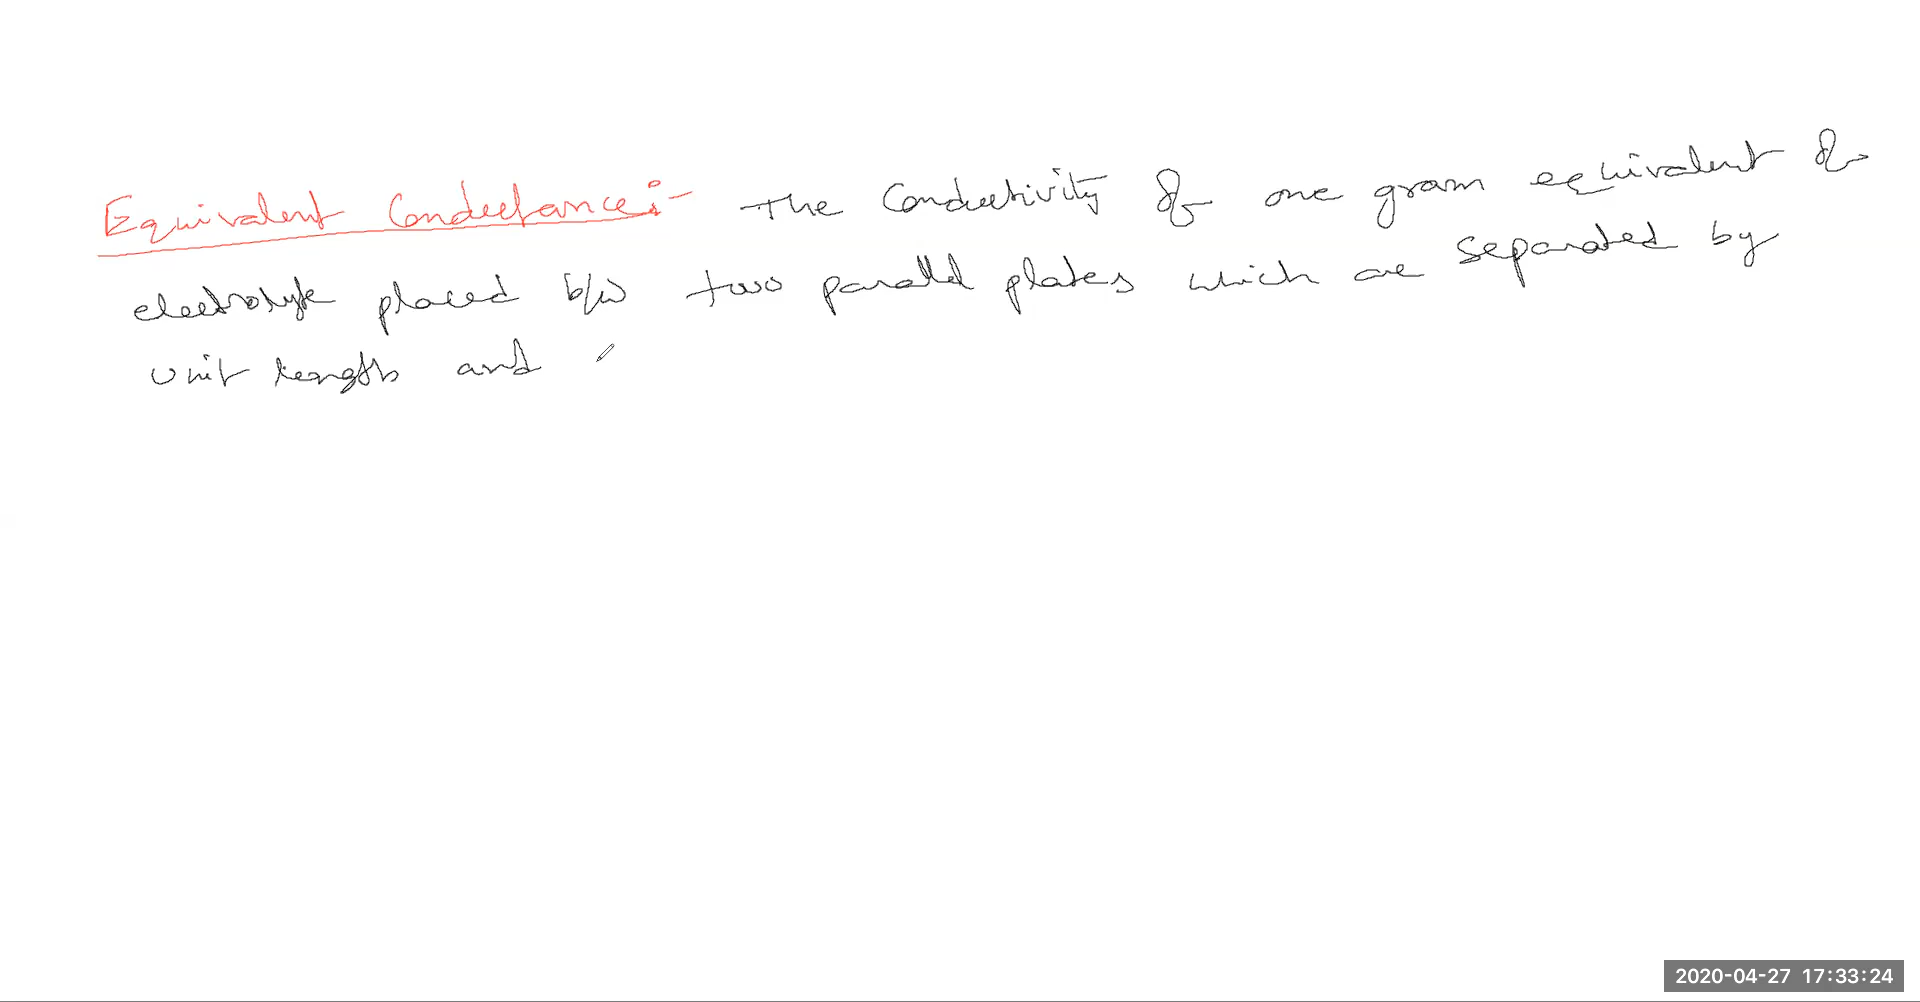 Equivalent Conductance:- The Conductivity of one gram equivalent of
electrolyte placed b/w two parallel plates which are separated by
unit length and
2020-04-27 17:33:24